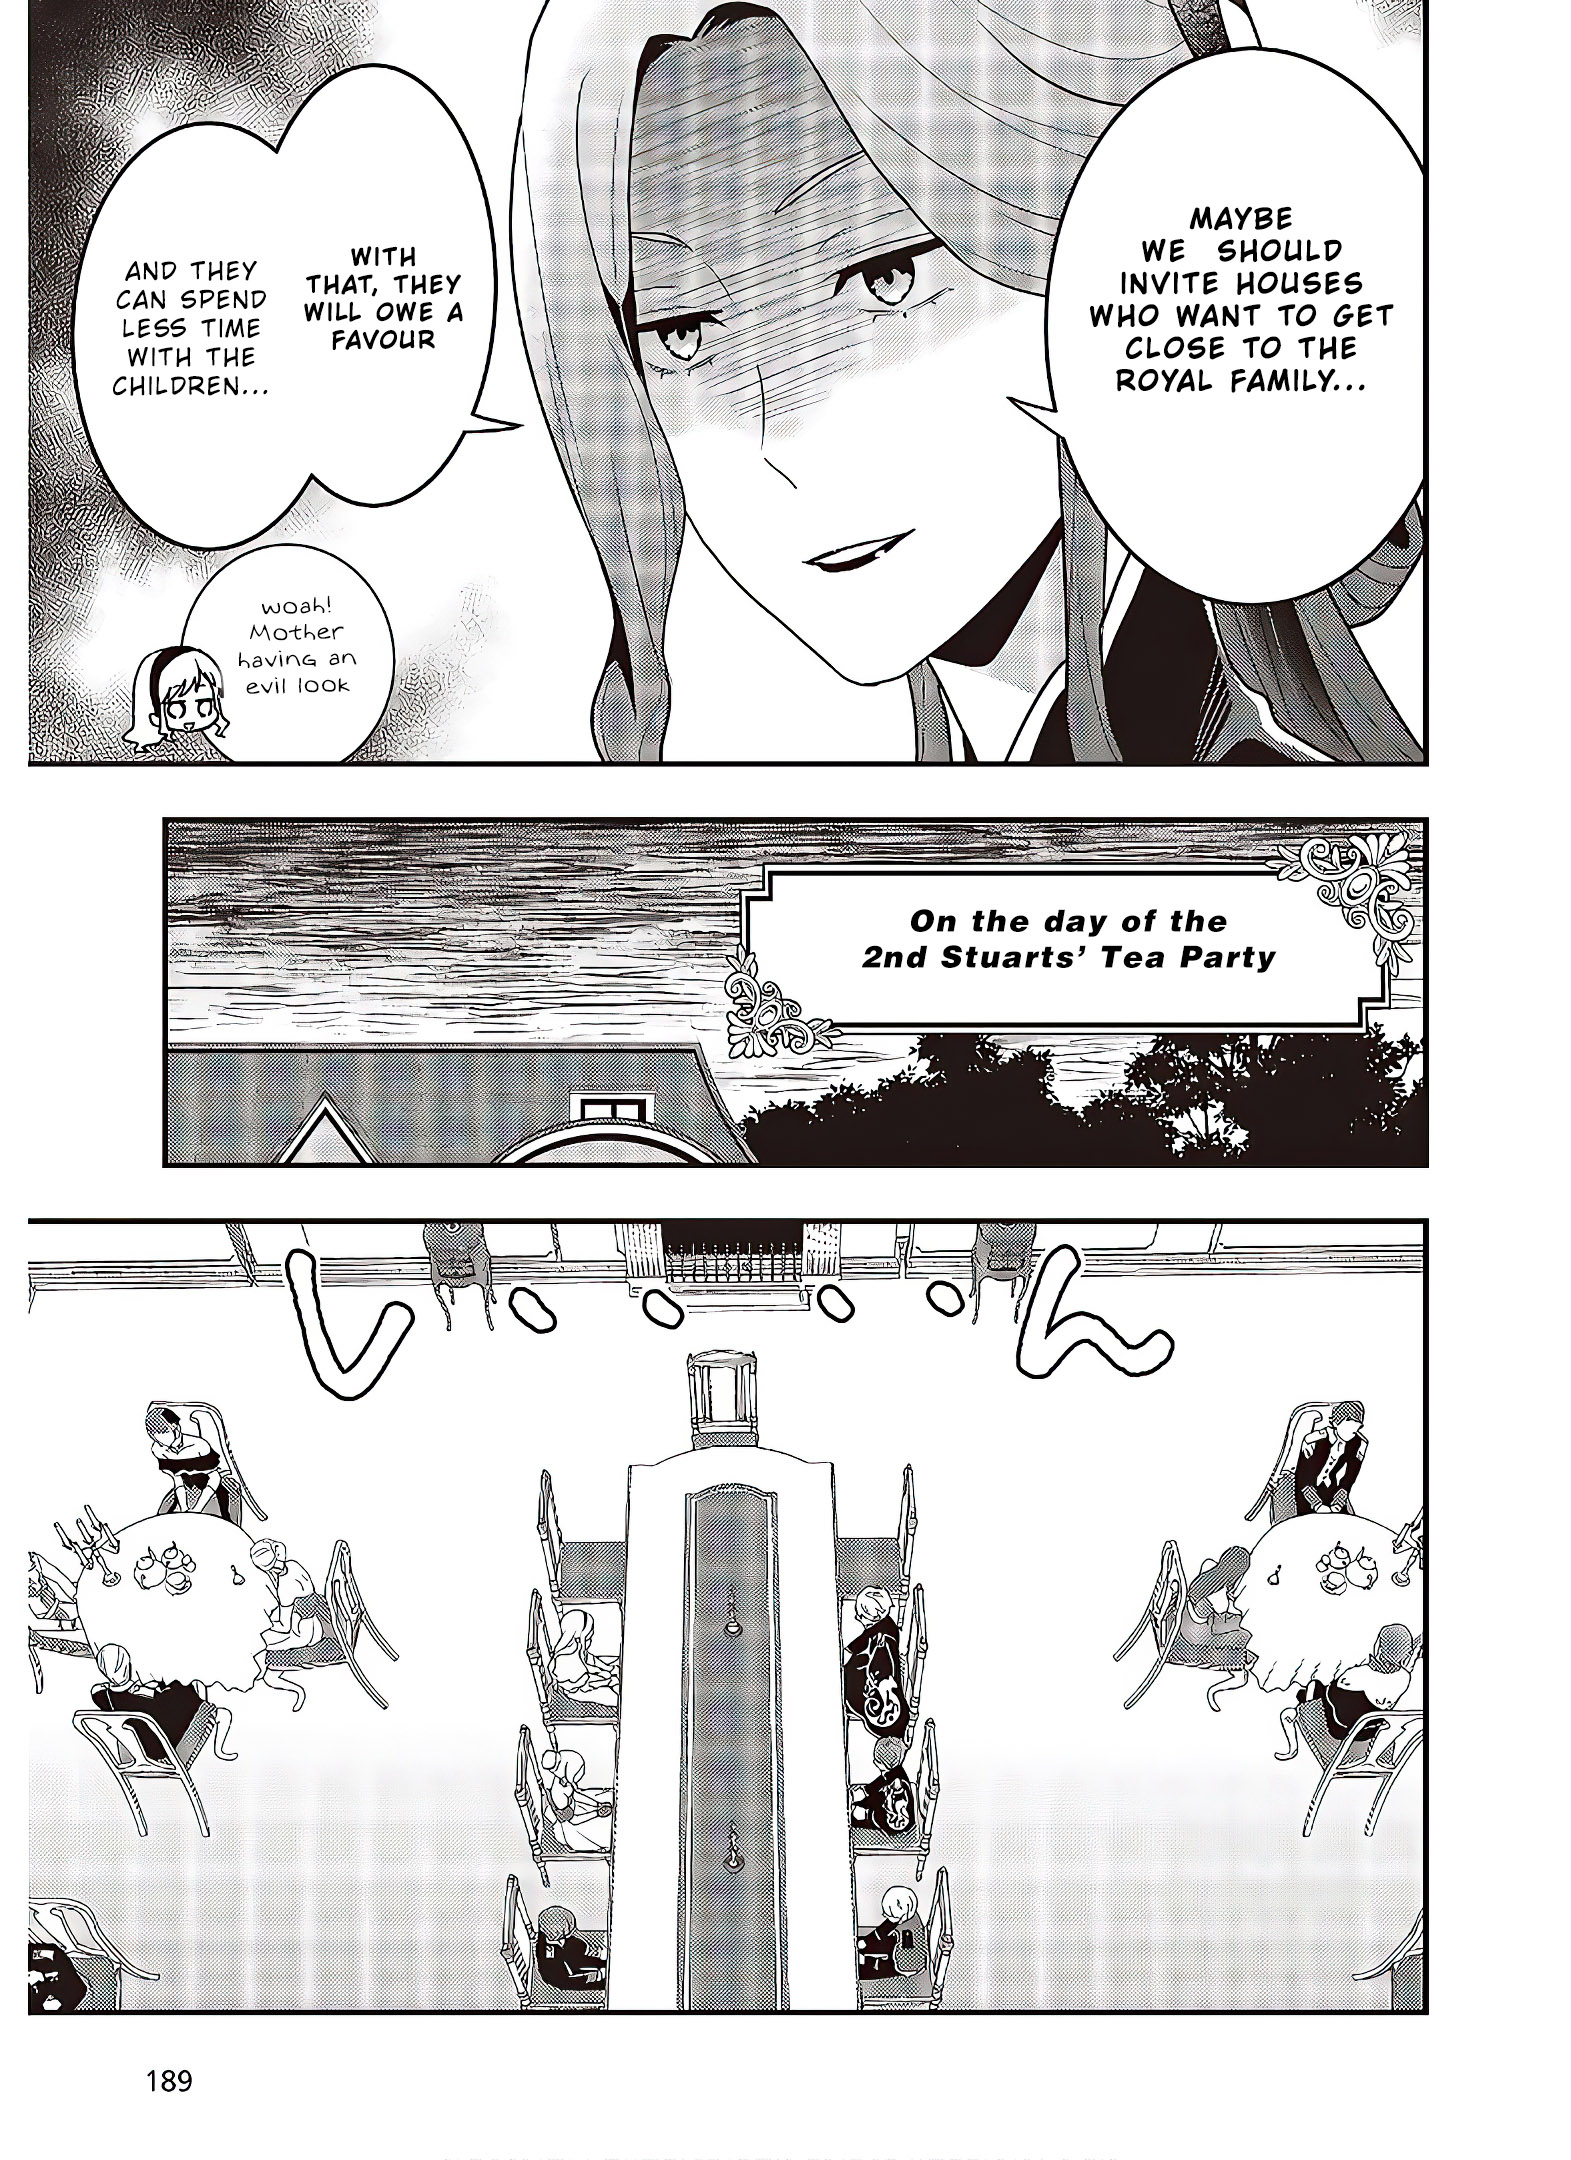 MAYBE
WE SHOULD
INVITE HOUSES
WHO WANT TO GET
CLOSE TO THE
ROYAL FAMILY...
WITH
THAT, THEY
WILL OWE A
FAVOUR
AND THEY
CAN SPEND
LESS TIME
WITH THE
CHILDREN...
woah!
Mother
having an
evil look
On the day of the
2nd Stuarts' Tea Party
し....ん
189